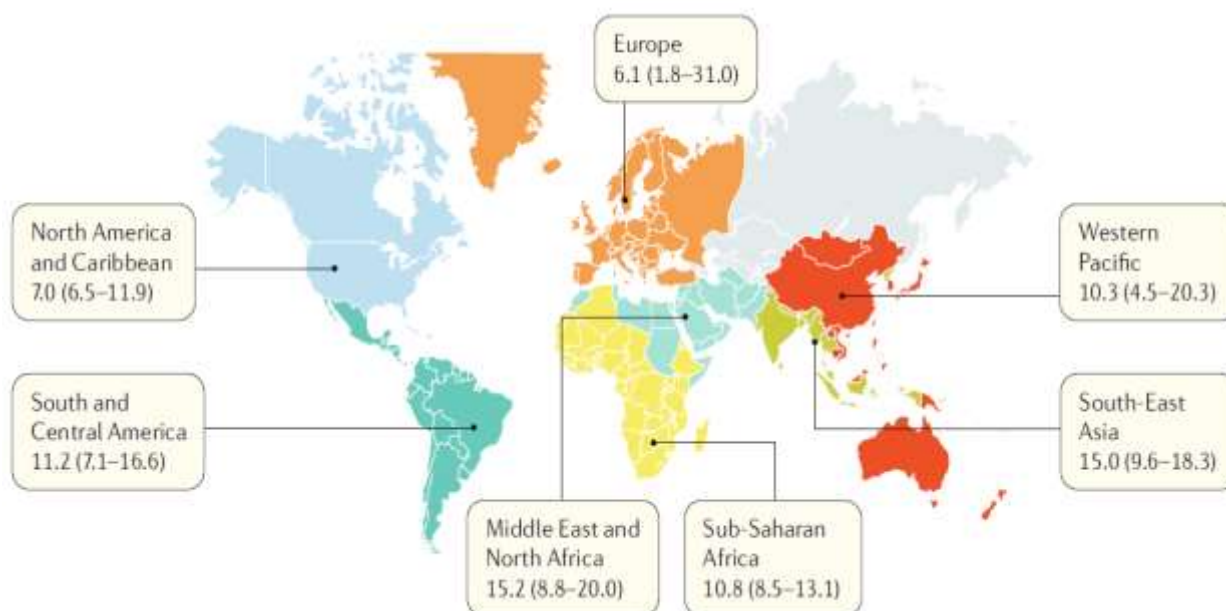 Europe
6.1 (1.8–31.0)
North America
and Caribbean
7.0 (6.5–11.9)
Western
Pacific
10.3 (4.5–20.3)
South and
Central America
11.2 (7.1–16.6)
South-East
Asia
15.0 (9.6–18.3)
Middle East and
North Africa
15.2 (8.8–20.0)
Sub-Saharan
Africa
10.8 (8.5–13.1)